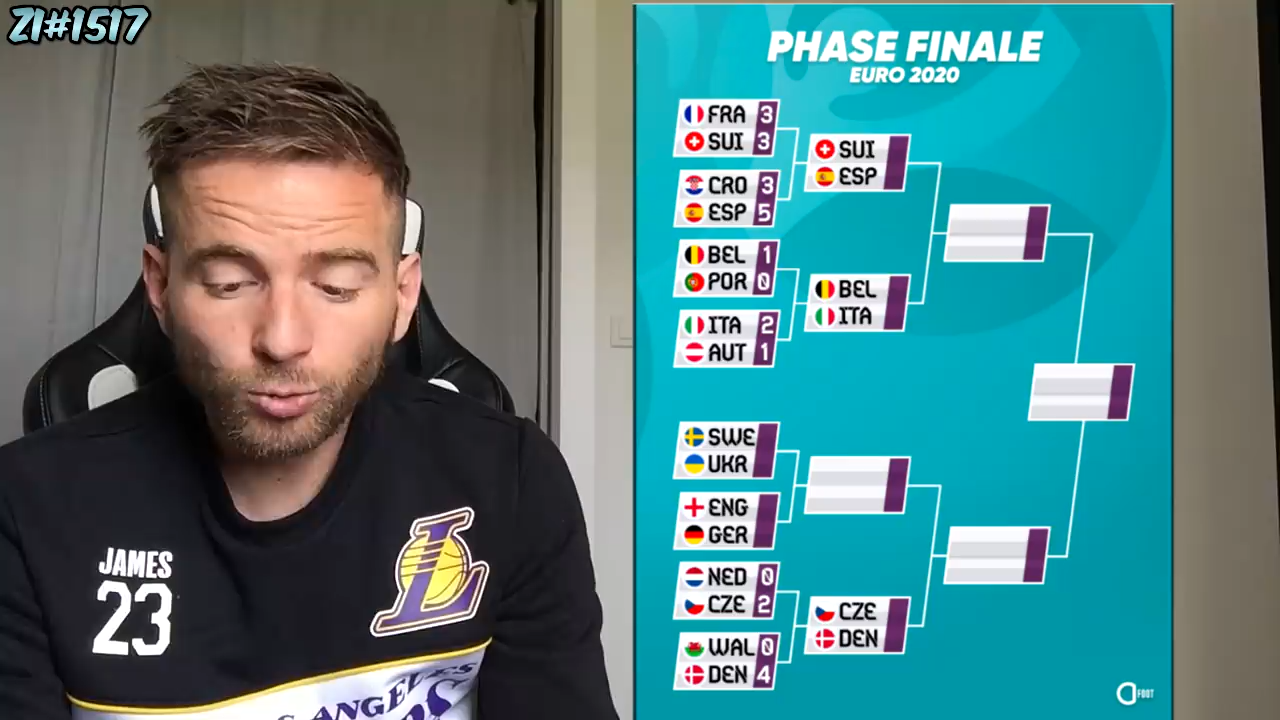 ZI#1517
PHASE FINALE
EURO 2020
FRA 3
SUI 3
CRO 3
ESP 5
BEL 1
POR 0
ITA 2
AUT 1
SUI
ESP
BEL
ITA
SWE
UKR
ENG
GER
NED 0
CZE 2
WAL 0
DEN 4
CZE
DEN
FOOT
JAMES
23
L